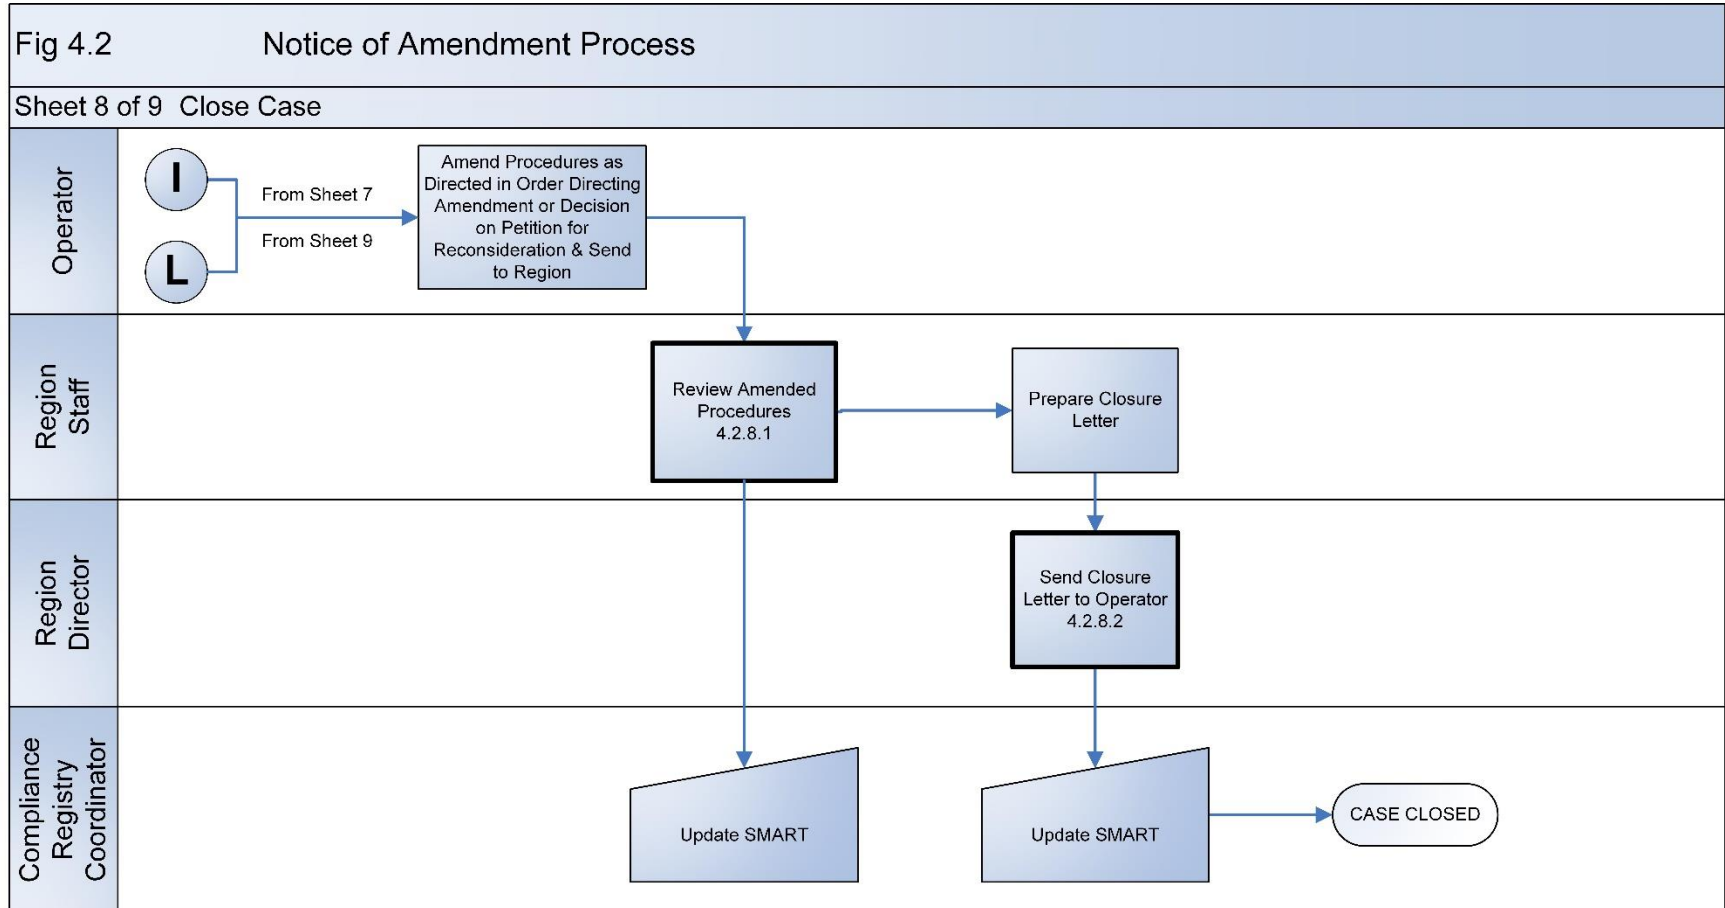 Fig 4.2 Notice of Amendment Process
Sheet 8 of 9 Close Case
Operator
I
From Sheet 7
From Sheet 9
L
Amend Procedures as
Directed in Order Directing
Amendment or Decision
on Petition for
Reconsideration & Send
to Region
Region
Staff
Review Amended
Procedures
4.2.8.1
Prepare Closure
Letter
Region
Director
Send Closure
Letter to Operator
4.2.8.2
Compliance
Registry
Coordinator
Update SMART
Update SMART
CASE CLOSED